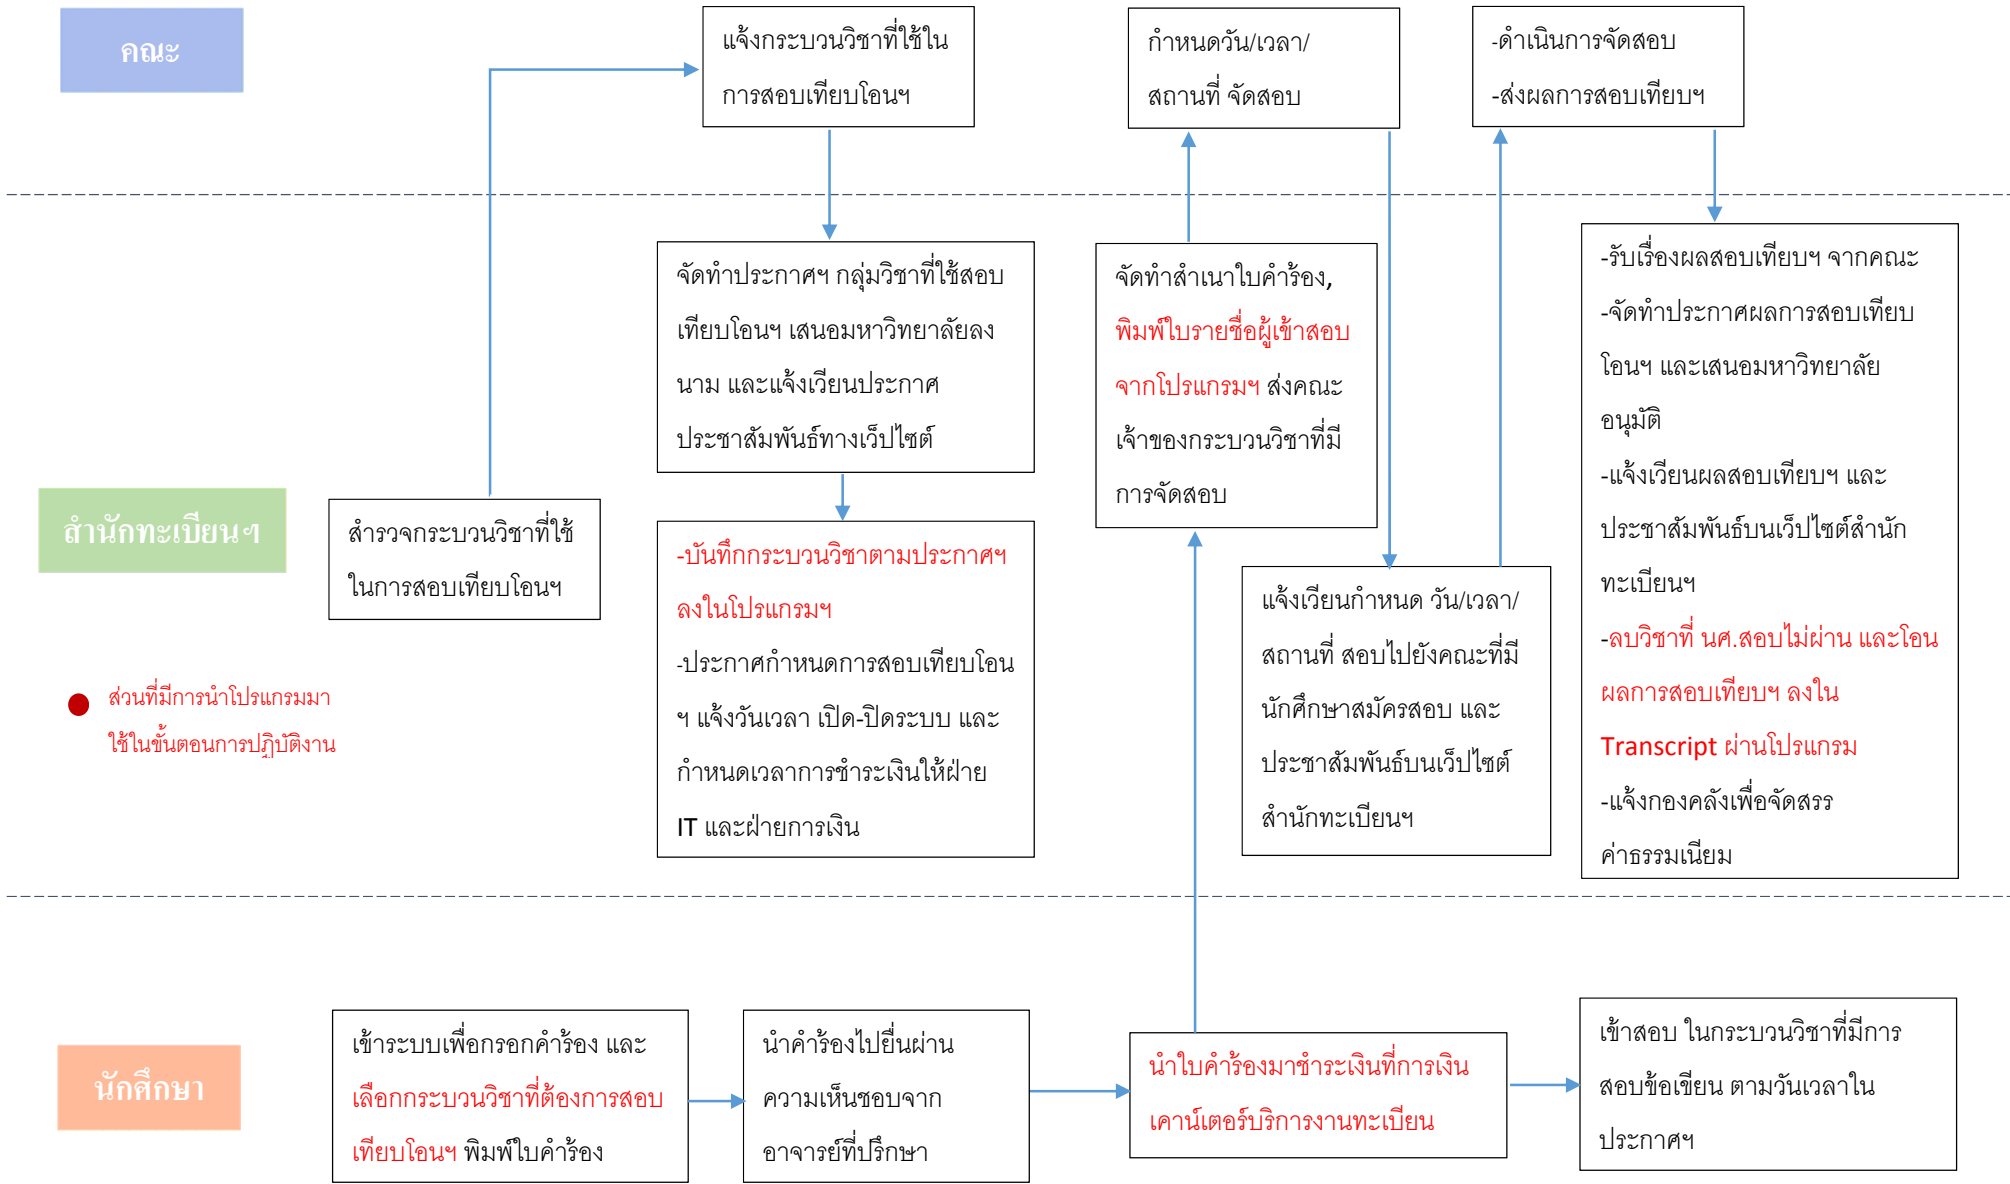 คณะ
แจ้งกระบวนวิชาที่ใช้ใน
การสอบเทียบโอนฯ
กำหนดวัน/เวลา/
สถานที่ จัดสอบ
-ดำเนินการจัดสอบ
-ส่งผลการสอบเทียบฯ
สำนักทะเบียนฯ
สำรวจกระบวนวิชาที่ใช้
ในการสอบเทียบโอนฯ
จัดทำประกาศฯ กลุ่มวิชาที่ใช้สอบ
เทียบโอนฯ เสนอมหาวิทยาลัยลง
นาม และแจ้งเวียนประกาศ
ประชาสัมพันธ์ทางเว็ปไซต์
-บันทึกกระบวนวิชาตามประกาศฯ
ลงในโปรแกรมฯ
-ประกาศกำหนดการสอบเทียบโอน
ฯ แจ้งวันเวลา เปิด-ปิดระบบ และ
กำหนดเวลาการชำระเงินให้ฝ่าย
IT และฝ่ายการเงิน
จัดทำสำเนาใบคำร้อง,
พิมพ์ใบรายชื่อผู้เข้าสอบ
จากโปรแกรมฯ ส่งคณะ
เจ้าของกระบวนวิชาที่มี
การจัดสอบ
แจ้งเวียนกำหนด วัน/เวลา/
สถานที่ สอบไปยังคณะที่มี
นักศึกษาสมัครสอบ และ
ประชาสัมพันธ์บนเว็ปไซต์
สำนักทะเบียนฯ
-รับเรื่องผลสอบเทียบฯ จากคณะ
-จัดทำประกาศผลการสอบเทียบ
โอนฯ และเสนอมหาวิทยาลัย
อนุมัติ
-แจ้งเวียนผลสอบเทียบฯ และ
ประชาสัมพันธ์บนเว็ปไซต์สำนัก
ทะเบียนฯ
-ลบวิชาที่ นศ.สอบไม่ผ่าน และโอน
ผลการสอบเทียบฯ ลงใน
Transcript ผ่านโปรแกรม
-แจ้งกองคลังเพื่อจัดสรร
ค่าธรรมเนียม
ส่วนที่มีการนำโปรแกรมมา
ใช้ในขั้นตอนการปฏิบัติงาน
นักศึกษา
เข้าระบบเพื่อกรอกคำร้อง และ
เลือกกระบวนวิชาที่ต้องการสอบ
เทียบโอนฯ พิมพ์ใบคำร้อง
นำคำร้องไปยื่นผ่าน
ความเห็นชอบจาก
อาจารย์ที่ปรึกษา
นำใบคำร้องมาชำระเงินที่การเงิน
เคาน์เตอร์บริการงานทะเบียน
เข้าสอบ ในกระบวนวิชาที่มีการ
สอบข้อเขียน ตามวันเวลาใน
ประกาศฯ